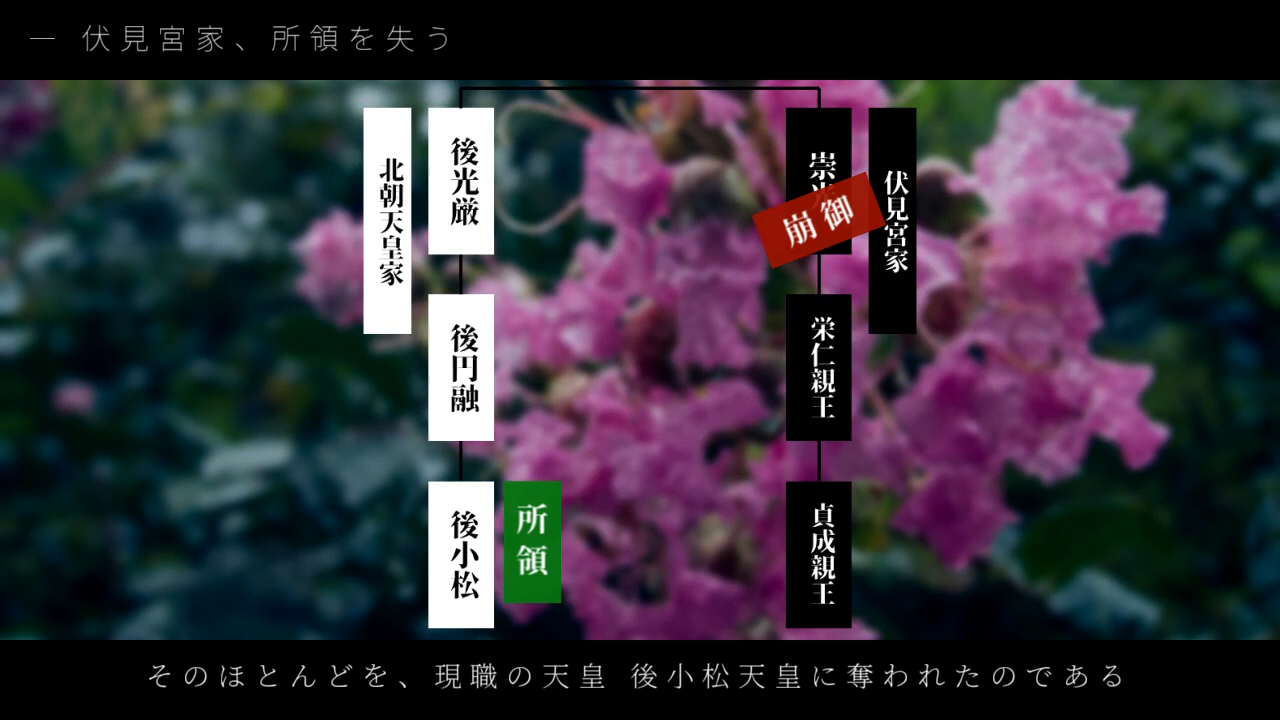 ― 伏見宮家、所領を失う
北朝天皇家
後光厳
後円融
後小松
所領
崇光
崩御
伏見宮家
栄仁親王
貞成親王
そのほとんどを、現職の天皇 後小松天皇に奪われたのである